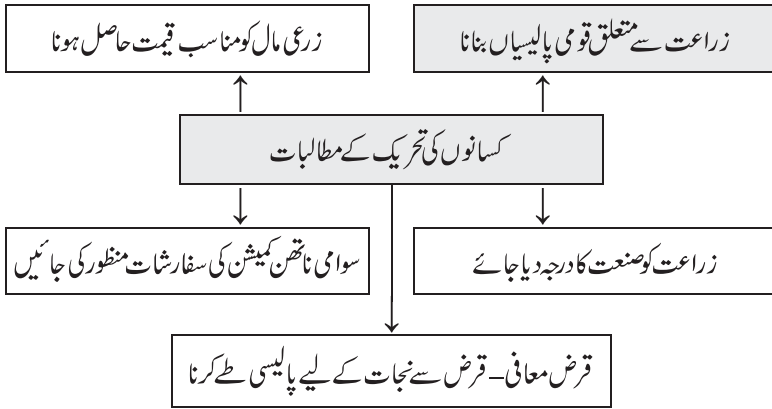 زراعت سے متعلق قومی پالیسیاں بنانا
زرعی مال کو مناسب قیمت حاصل ہونا
کسانوں کی تحریک کے مطالبات
زراعت کو صنعت کا درجہ دیا جائے
سوامی ناتھن کمیشن کی سفارشات منظور کی جائیں
قرض معافی – قرض سے نجات کے لیے پالیسی طے کرنا